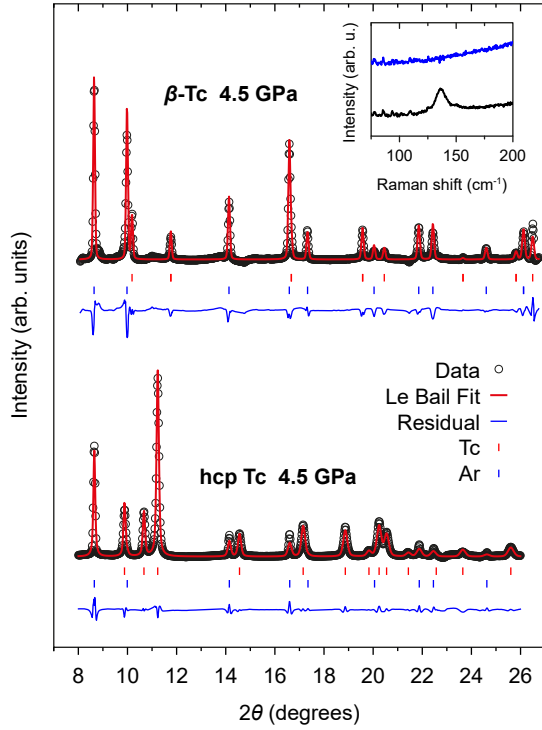 β-Tc 4.5 GPa
Intensity (arb. u.)
75 100 150 200
Raman shift (cm⁻¹)
Intensity (arb. units)
Data
Le Bail Fit
Residual
Tc
Ar
hcp Tc 4.5 GPa
8 10 12 14 16 18 20 22 24 26
2θ (degrees)